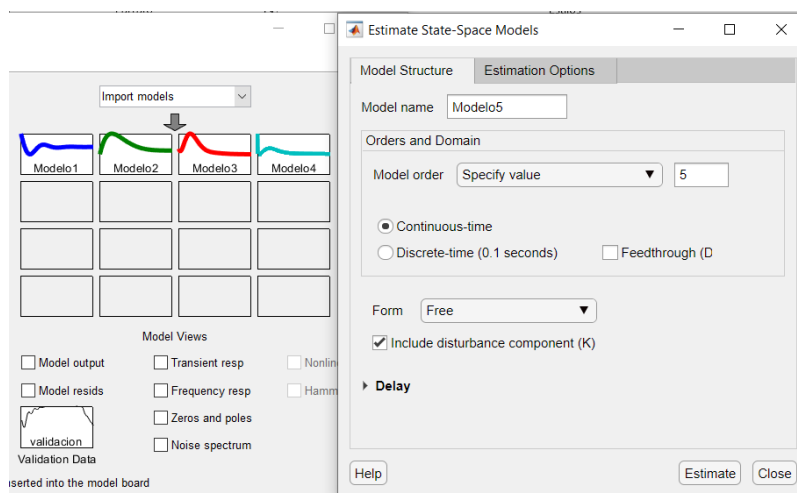 Import models
Modelo1
Modelo2
Modelo3
Modelo4
Model Views
Model output
Transient resp
Nonlin
Model resids
Frequency resp
Hamm
Zeros and poles
validacion
Noise spectrum
Validation Data
nserted into the model board
Estimate State-Space Models
Model Structure
Estimation Options
Model name Modelo5
Orders and Domain
Model order Specify value 5
Continuous-time
Discrete-time (0.1 seconds) Feedthrough (D
Form Free
Include disturbance component (K)
Delay
Help Estimate Close